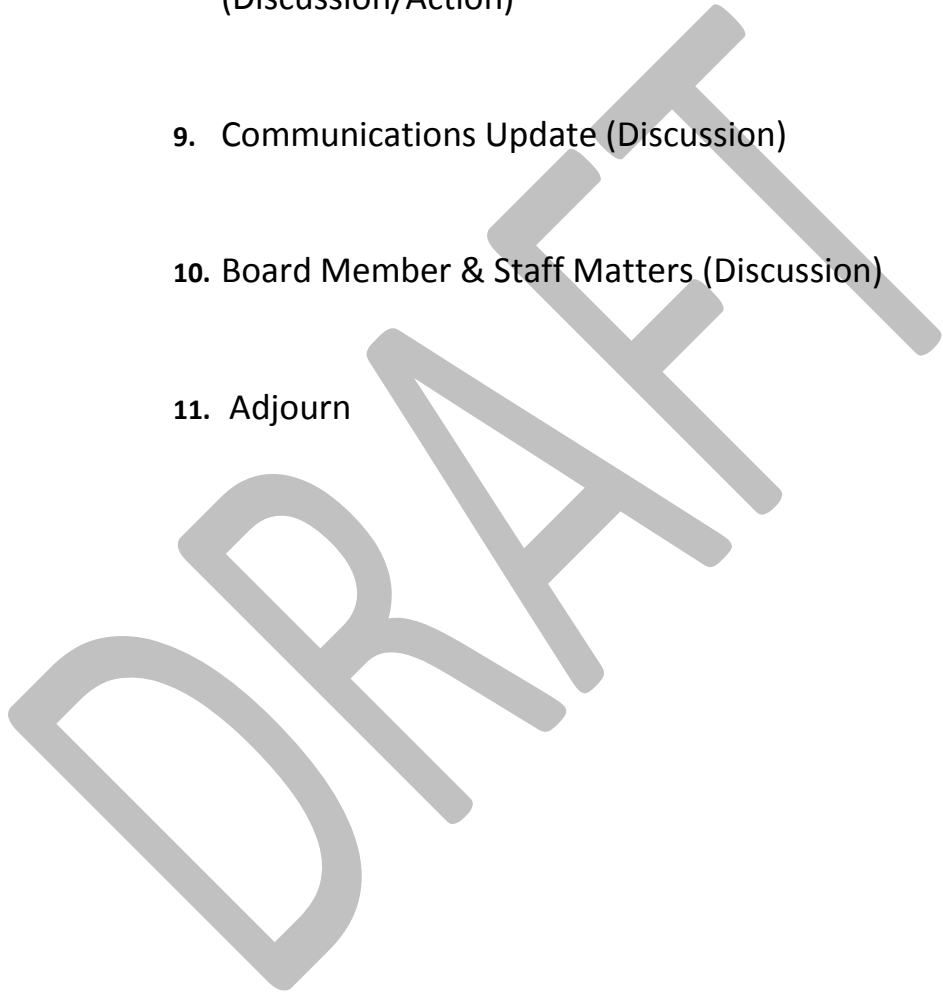 (Discussion/Action)
9. Communications Update (Discussion)
10. Board Member & Staff Matters (Discussion)
11. Adjourn
DRAFT